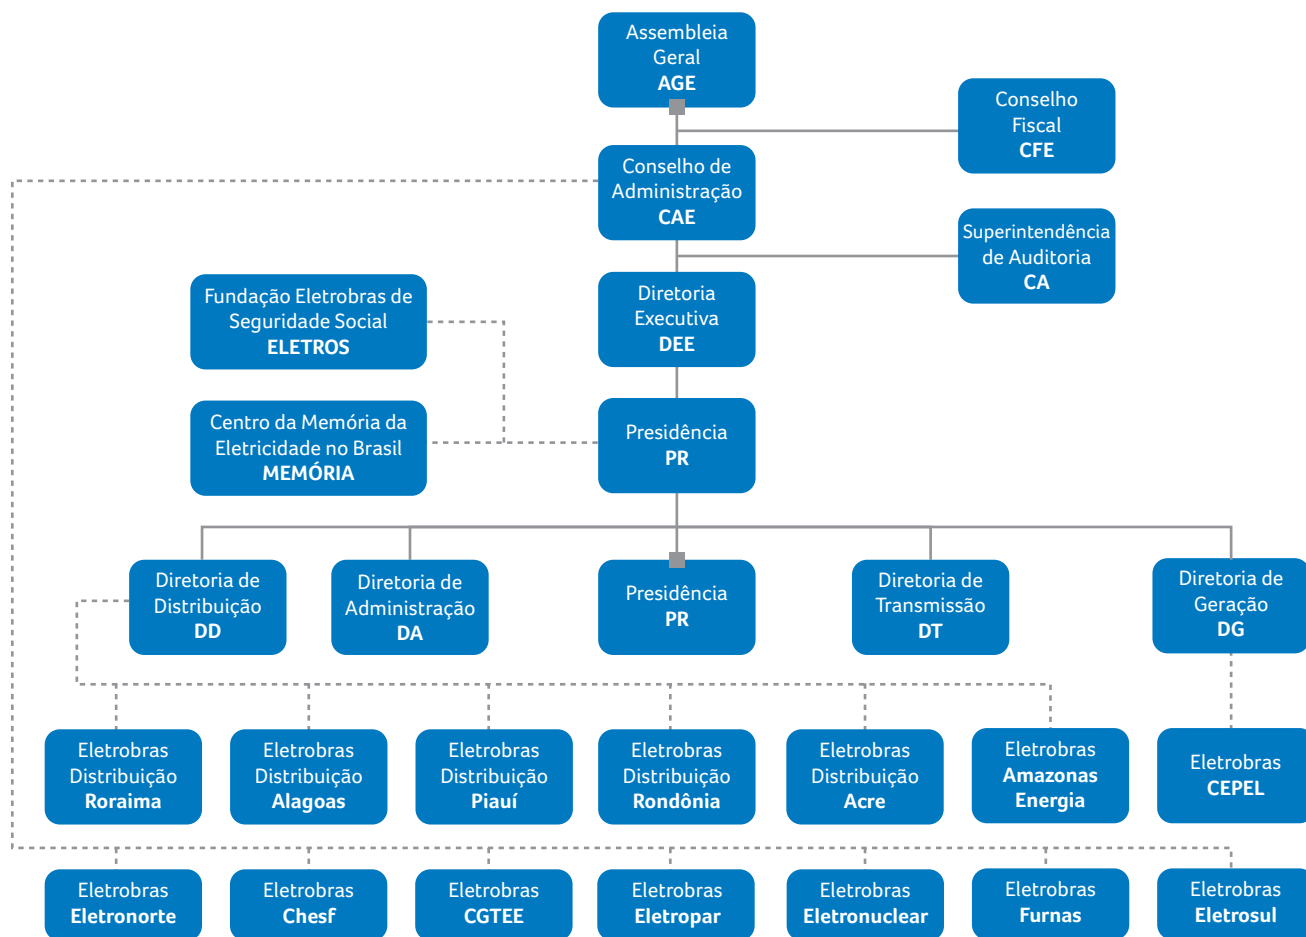 Assembleia
Geral
AGE
Conselho
Fiscal
CFE
Conselho de
Administração
CAE
Superintendência
de Auditoria
CA
Fundação Eletrobras de
Seguridade Social
ELETROS
Diretoria
Executiva
DEE
Centro da Memória da
Eletricidade no Brasil
MEMÓRIA
Presidência
PR
Diretoria de
Distribuição
DD
Diretoria de
Administração
DA
Presidência
PR
Diretoria de
Transmissão
DT
Diretoria de
Geração
DG
Eletrobras
Distribuição
Roraima
Eletrobras
Distribuição
Alagoas
Eletrobras
Distribuição
Piauí
Eletrobras
Distribuição
Rondônia
Eletrobras
Distribuição
Acre
Eletrobras
Amazonas
Energia
Eletrobras
CEPEL
Eletrobras
Eletronorte
Eletrobras
Chesf
Eletrobras
CGTEE
Eletrobras
Eletropar
Eletrobras
Eletronuclear
Eletrobras
Furnas
Eletrobras
Eletrosul